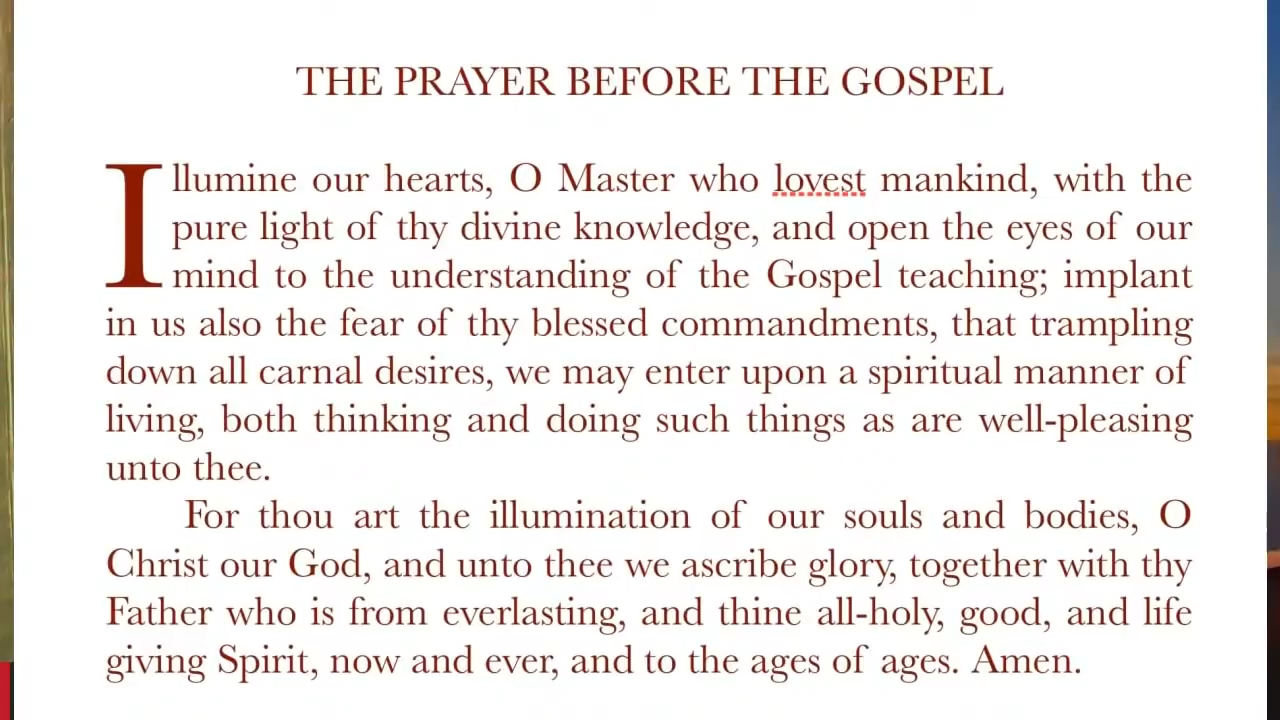 THE PRAYER BEFORE THE GOSPEL
Illumine our hearts, O Master who lovest mankind, with the
pure light of thy divine knowledge, and open the eyes of our
mind to the understanding of the Gospel teaching; implant
in us also the fear of thy blessed commandments, that trampling
down all carnal desires, we may enter upon a spiritual manner of
living, both thinking and doing such things as are well-pleasing
unto thee.
For thou art the illumination of our souls and bodies, O
Christ our God, and unto thee we ascribe glory, together with thy
Father who is from everlasting, and thine all-holy, good, and life
giving Spirit, now and ever, and to the ages of ages. Amen.